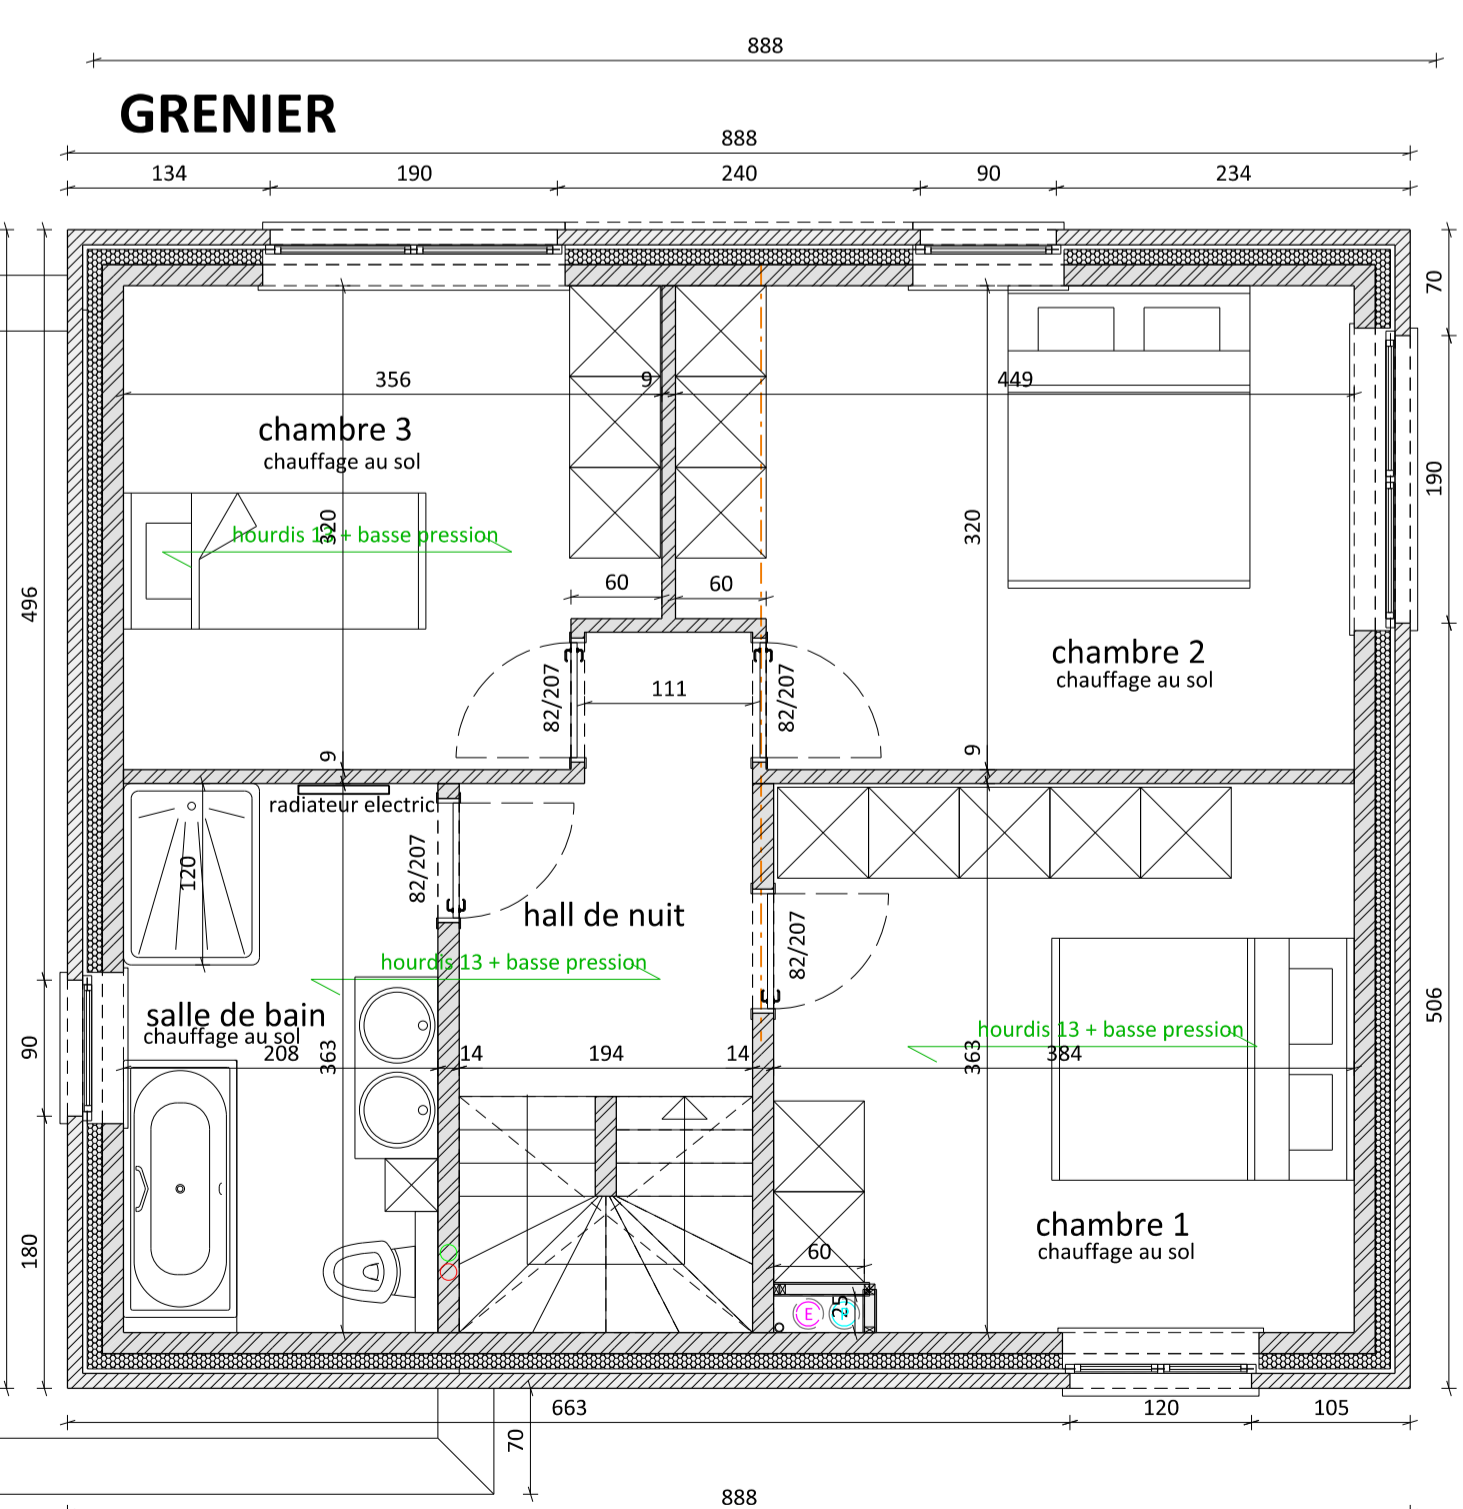 888
GRENIER
888
134 190 240 90 234
70
356 9 449
chambre 3
chauffage au sol
190
320 320
60 60
496
chambre 2
chauffage au sol
82/207 111 82/207
9 9
radiateur electric
120
82/207
hall de nuit
82/207
hourdis 13 + basse pression
506
salle de bain
chauffage au sol
hourdis 13 + basse pression
90
208 363 14 194 14 363 384
chambre 1
chauffage au sol
180
60
E
663 120 105
70
888